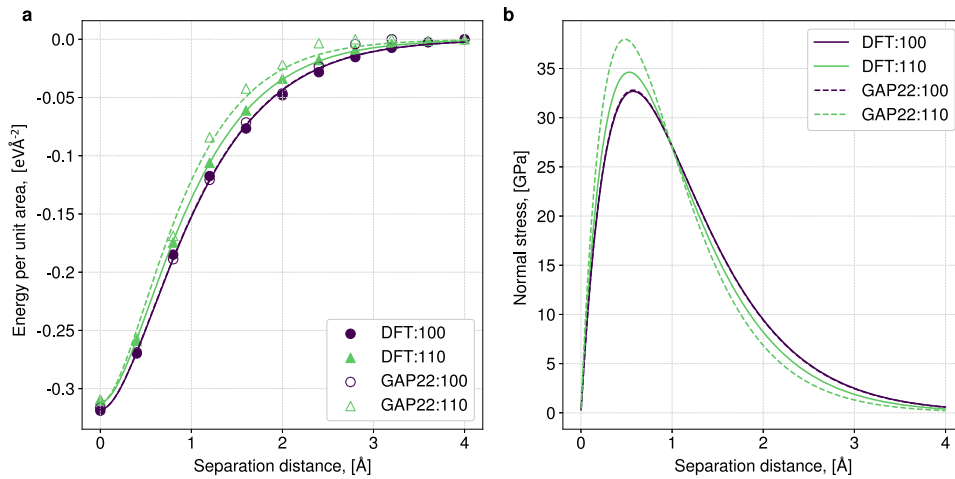 a
0.0
-0.05
-0.1
-0.15
-0.2
-0.25
-0.3
Energy per unit area, [eVÅ⁻²]
DFT:100
DFT:110
GAP22:100
GAP22:110
0
1
2
3
4
Separation distance, [Å]
b
35
30
25
20
15
10
5
0
Normal stress, [GPa]
DFT:100
DFT:110
GAP22:100
GAP22:110
0
1
2
3
4
Separation distance, [Å]